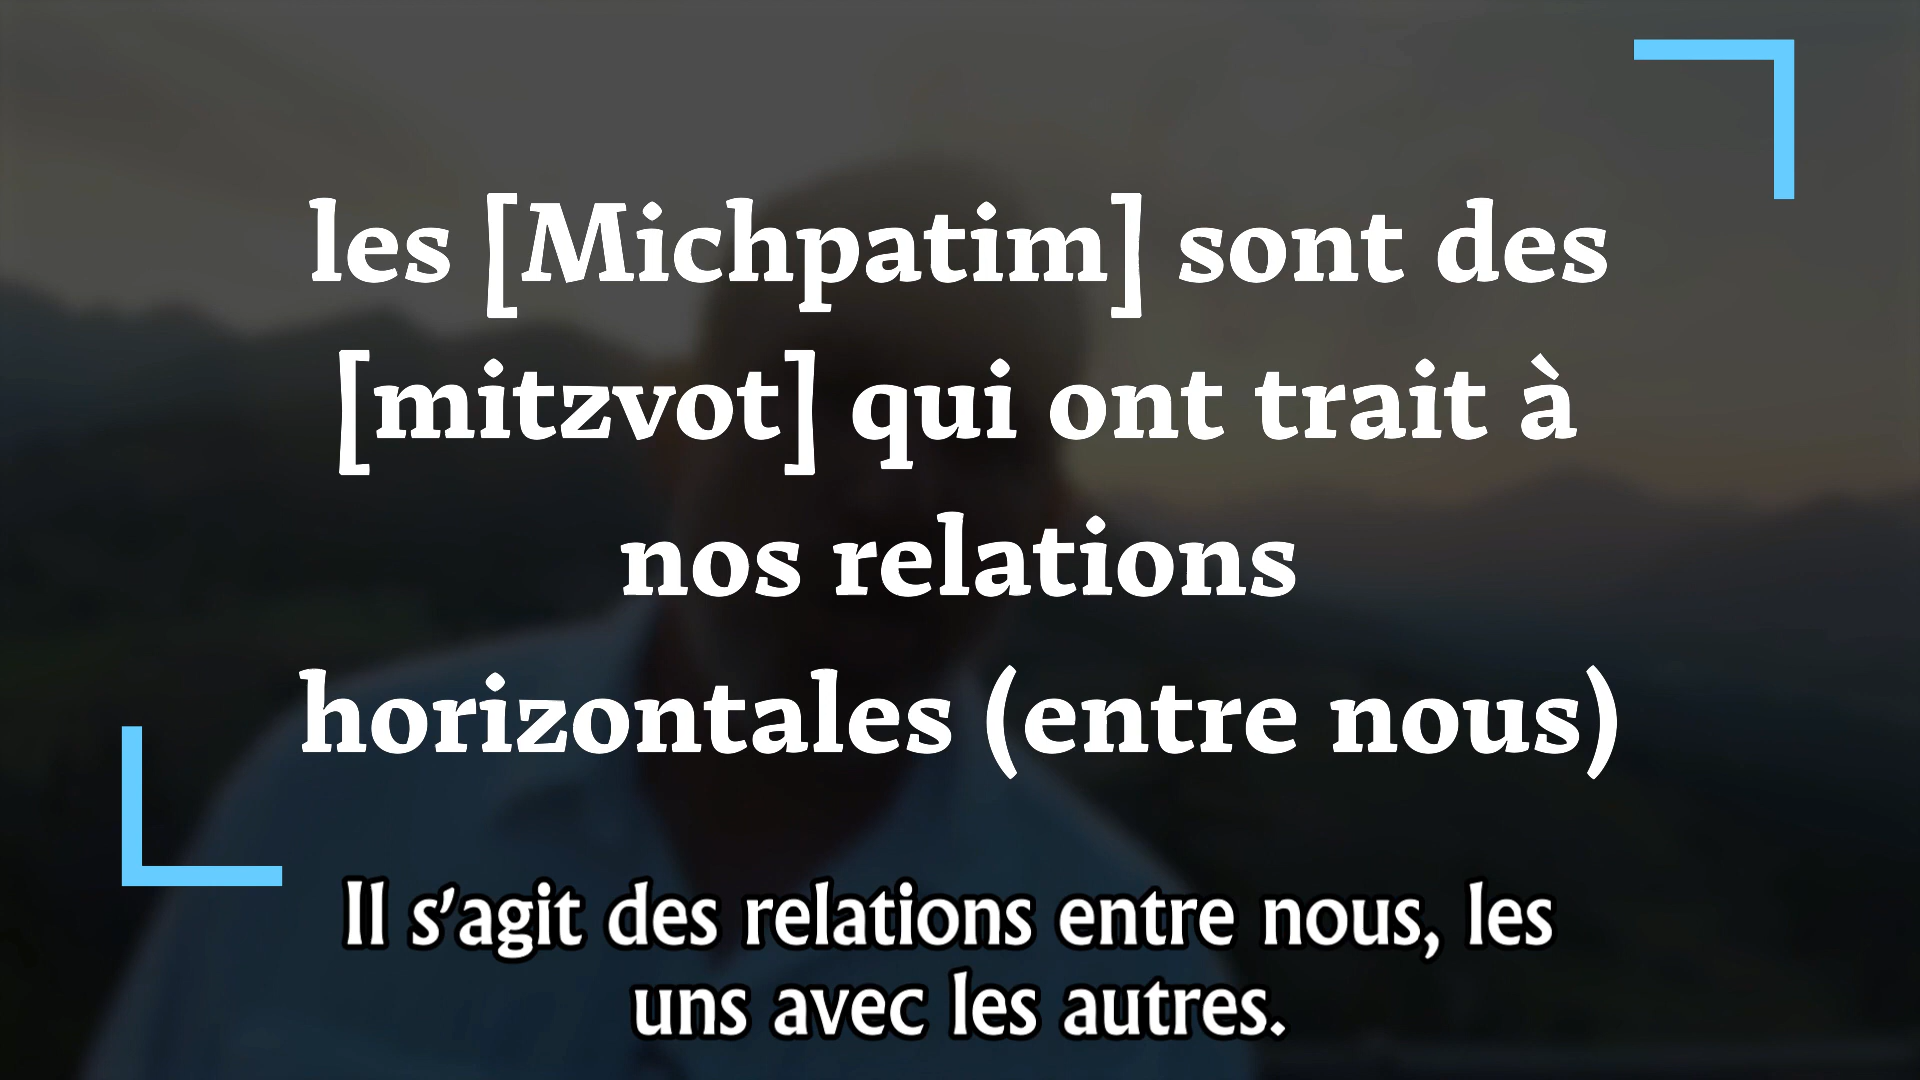 les [Michpatim] sont des
[mitzvot] qui ont trait à
nos relations
horizontales (entre nous)
Il s'agit des relations entre nous, les
uns avec les autres.